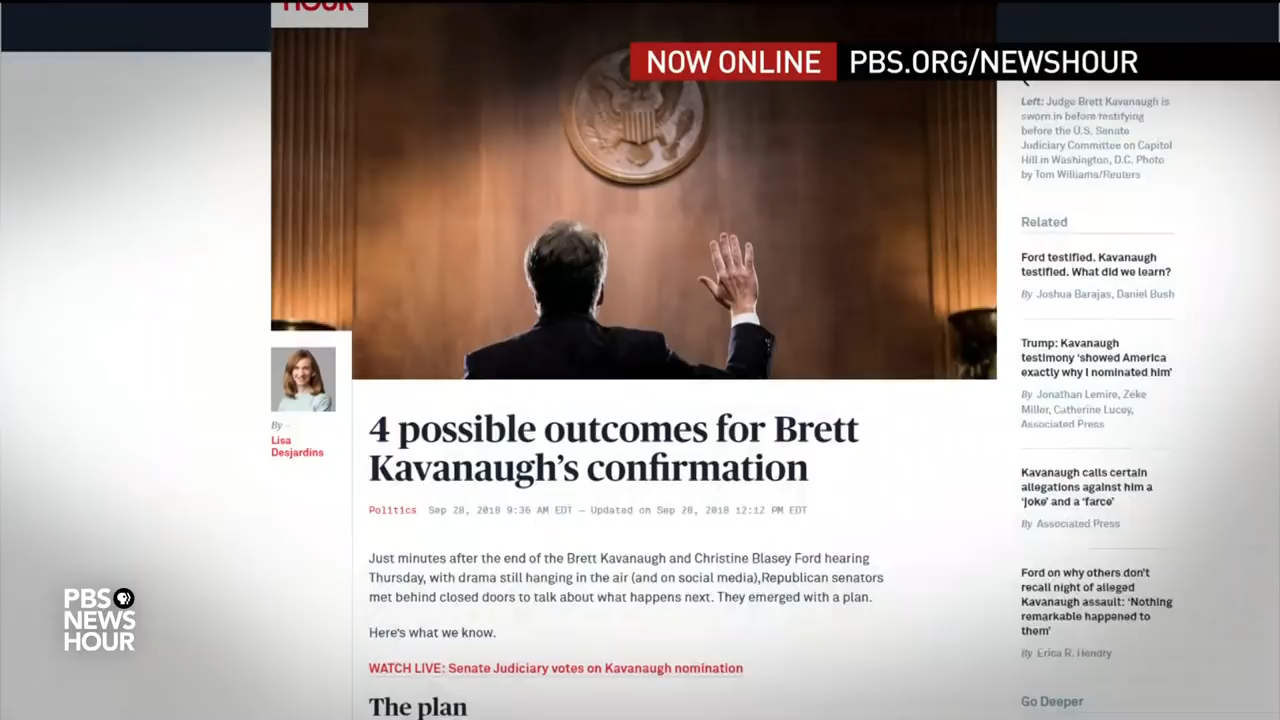 HOUR
NOW ONLINE PBS.ORG/NEWSHOUR
Left: Judge Brett Kavanaugh is
sworn in before testifying
before the U.S. Senate
Judiciary Committee on Capitol
Hill in Washington, D.C. Photo
by Tom Williams/Reuters
Related
Ford testified. Kavanaugh
testified. What did we learn?
By Joshua Barajas, Daniel Bush
Trump: Kavanaugh
testimony ‘showed America
exactly why I nominated him’
By Jonathan Lemire, Zeke
Miller, Catherine Lucey,
Associated Press
Kavanaugh calls certain
allegations against him a
‘joke’ and a ‘farce’
By Associated Press
Ford on why others don’t
recall night of alleged
Kavanaugh assault: ‘Nothing
remarkable happened to
them’
By Erica R. Hendry
Go Deeper
By –
Lisa
Desjardins
4 possible outcomes for Brett
Kavanaugh’s confirmation
Politics Sep 28, 2018 9:36 AM EDT — Updated on Sep 28, 2018 12:12 PM EDT
Just minutes after the end of the Brett Kavanaugh and Christine Blasey Ford hearing
Thursday, with drama still hanging in the air (and on social media),Republican senators
met behind closed doors to talk about what happens next. They emerged with a plan.
Here's what we know.
WATCH LIVE: Senate Judiciary votes on Kavanaugh nomination
The plan
PBS
NEWS
HOUR